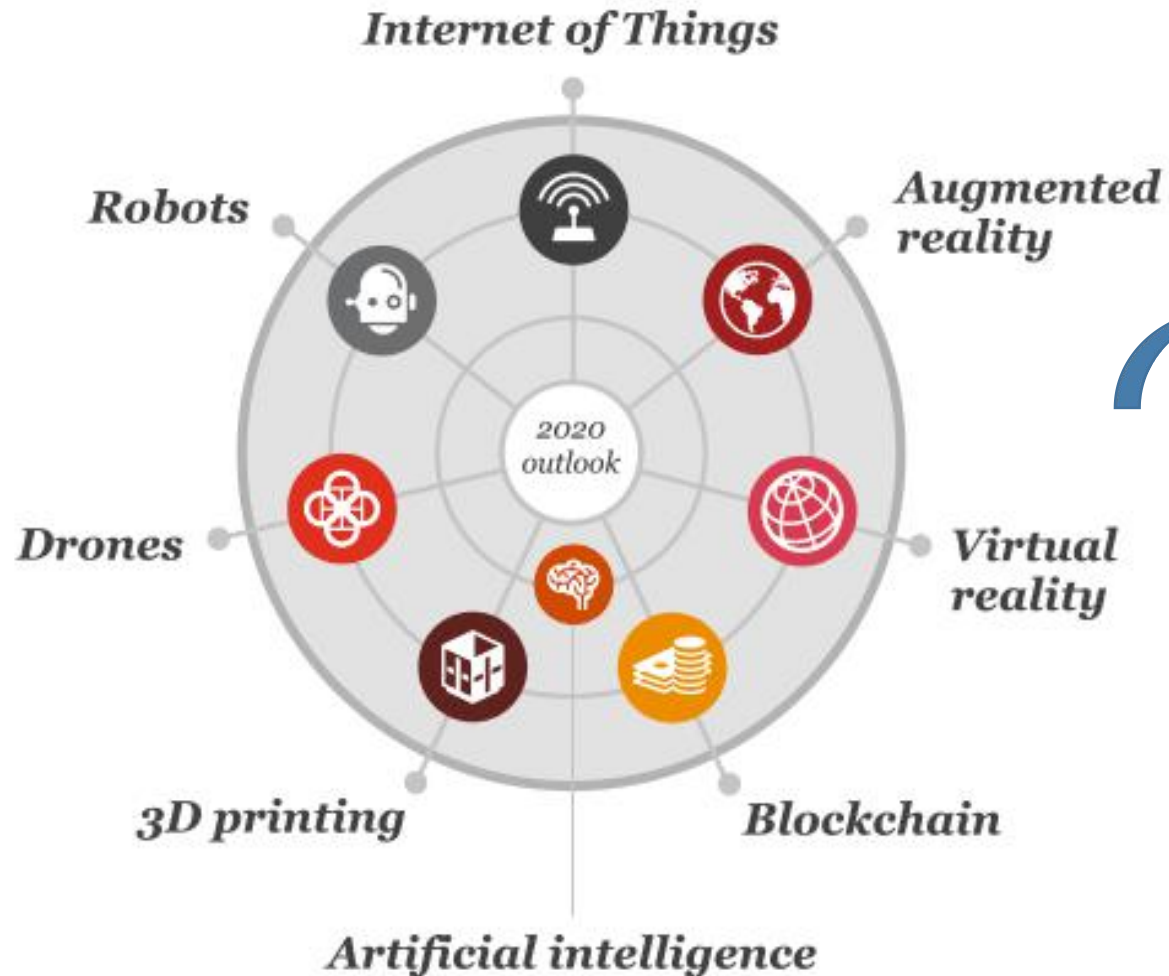 Internet of Things
Augmented
reality
Robots
2020
outlook
Drones
Virtual
reality
3D printing
Blockchain
Artificial intelligence